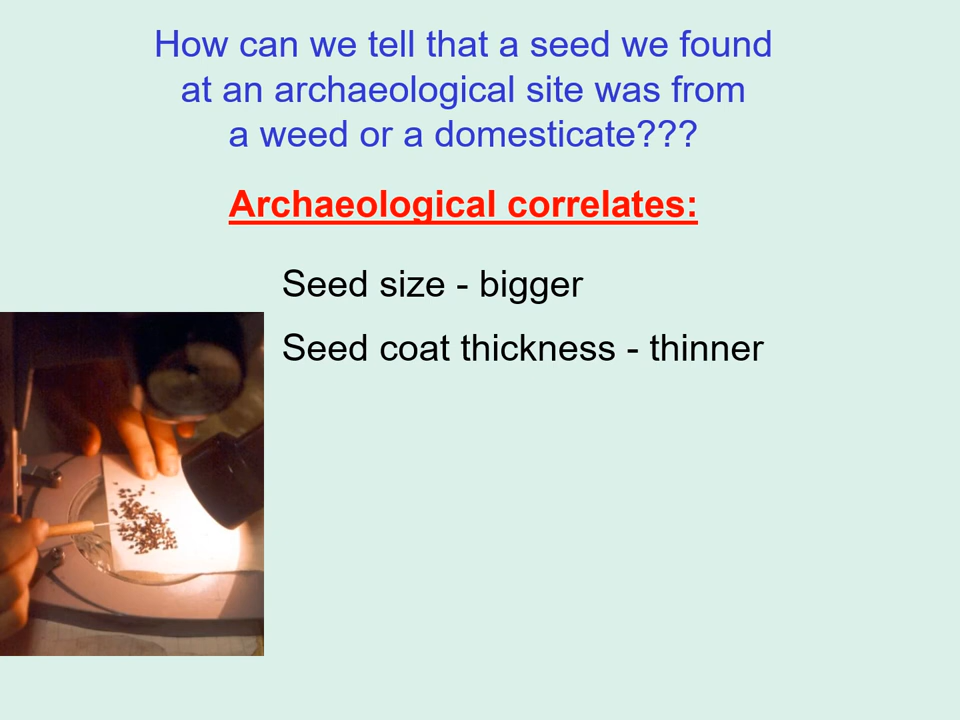 How can we tell that a seed we found
at an archaeological site was from
a weed or a domesticate???
Archaeological correlates:
Seed size - bigger
Seed coat thickness - thinner